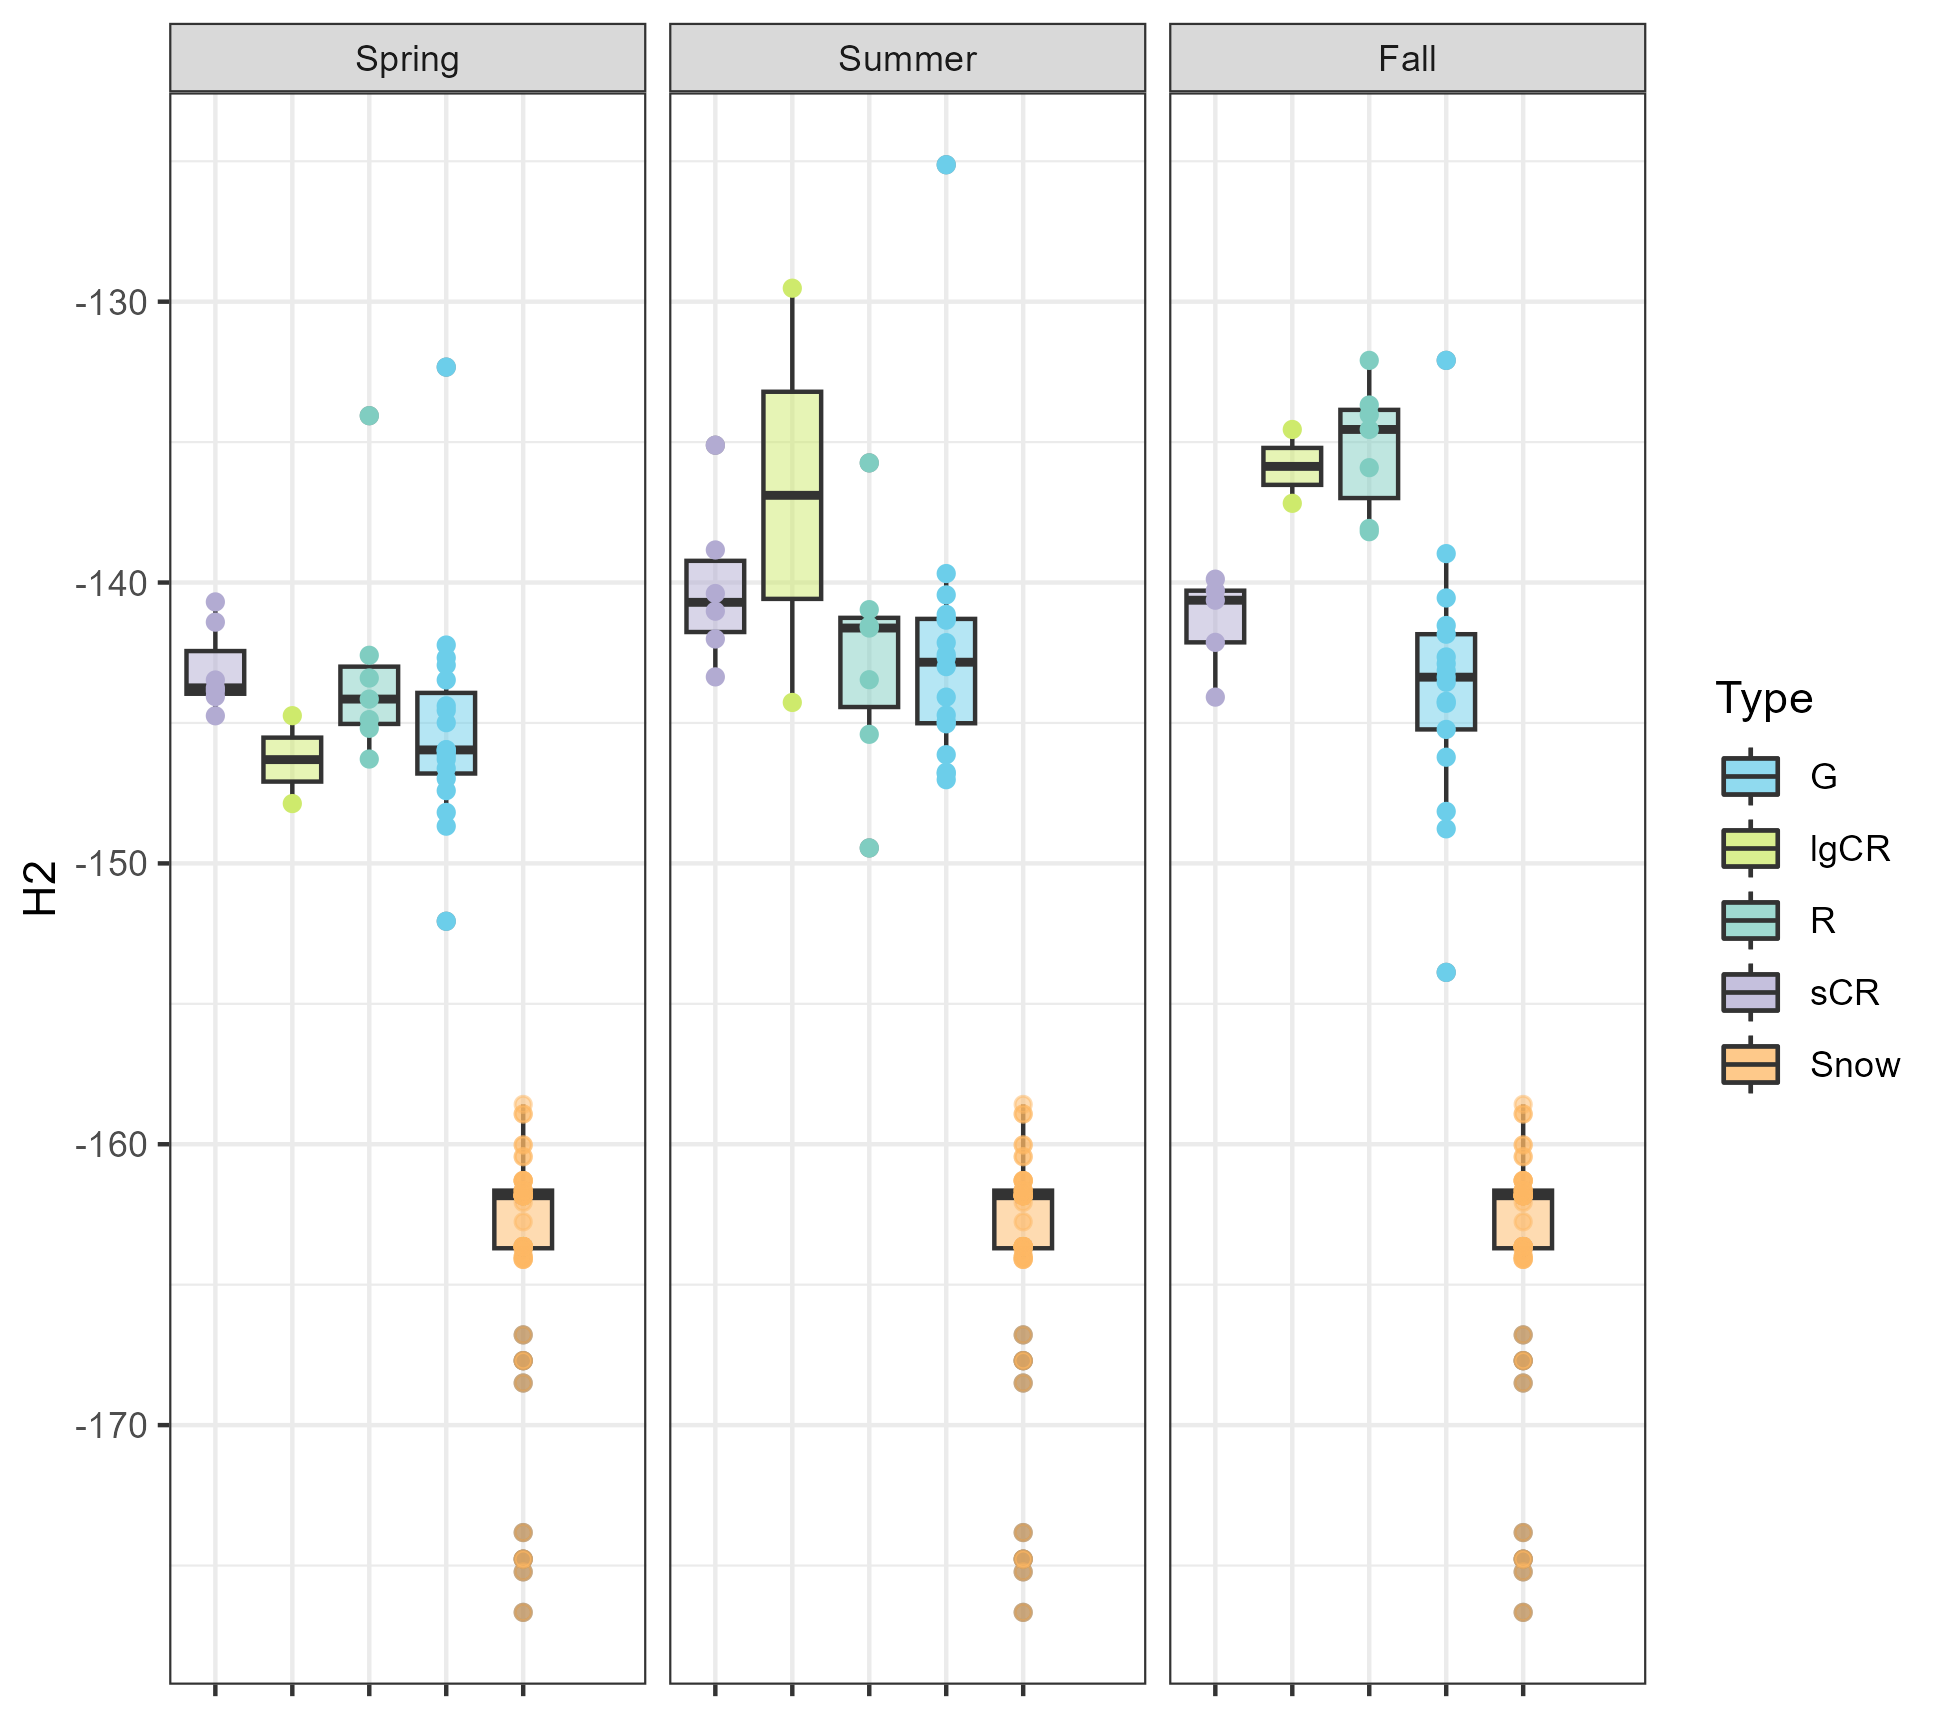 Spring Summer Fall
-130
-140
-150
-160
-170
H2
Type
G
lgCR
R
sCR
Snow